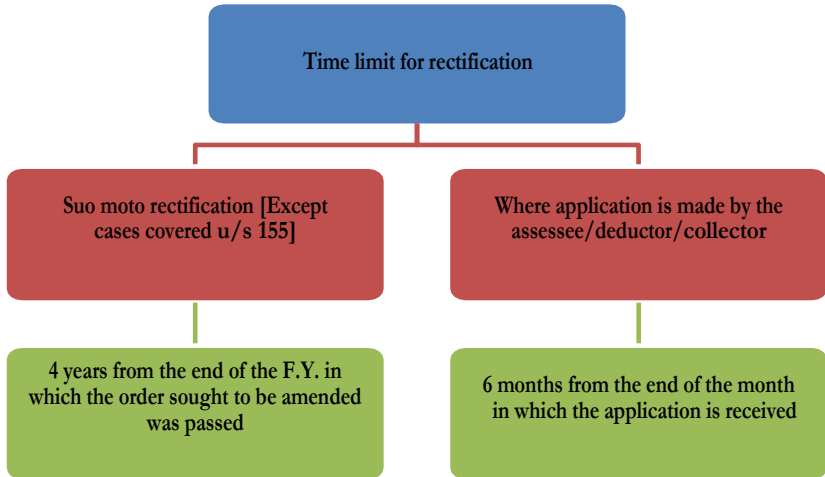 Time limit for rectification
Suo moto rectification [Except
cases covered u/s 155]
Where application is made by the
assessee/deductor/collector
4 years from the end of the F.Y. in
which the order sought to be amended
was passed
6 months from the end of the month
in which the application is received